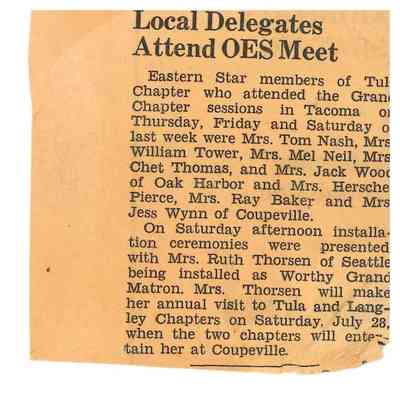 Local Delegates
Attend OES Meet
Eastern Star members of Tul
Chapter who attended the Gran
Chapter sessions in Tacoma o
Thursday, Friday and Saturday o
last week were Mrs. Tom Nash, Mrs
William Tower, Mrs. Mel Neil, Mrs
Chet Thomas, and Mrs. Jack Wood
of Oak Harbor and Mrs. Hersche
Pierce, Mrs. Ray Baker and Mrs
Jess Wynn of Coupeville.
On Saturday afternoon installa-
tion ceremonies were presented
with Mrs. Ruth Thorsen of Seattle
being installed as Worthy Grand
Matron. Mrs. Thorsen will make
her annual visit to Tula and Lang-
ley Chapters on Saturday, July 28,
when the two chapters will enter-
tain her at Coupeville.